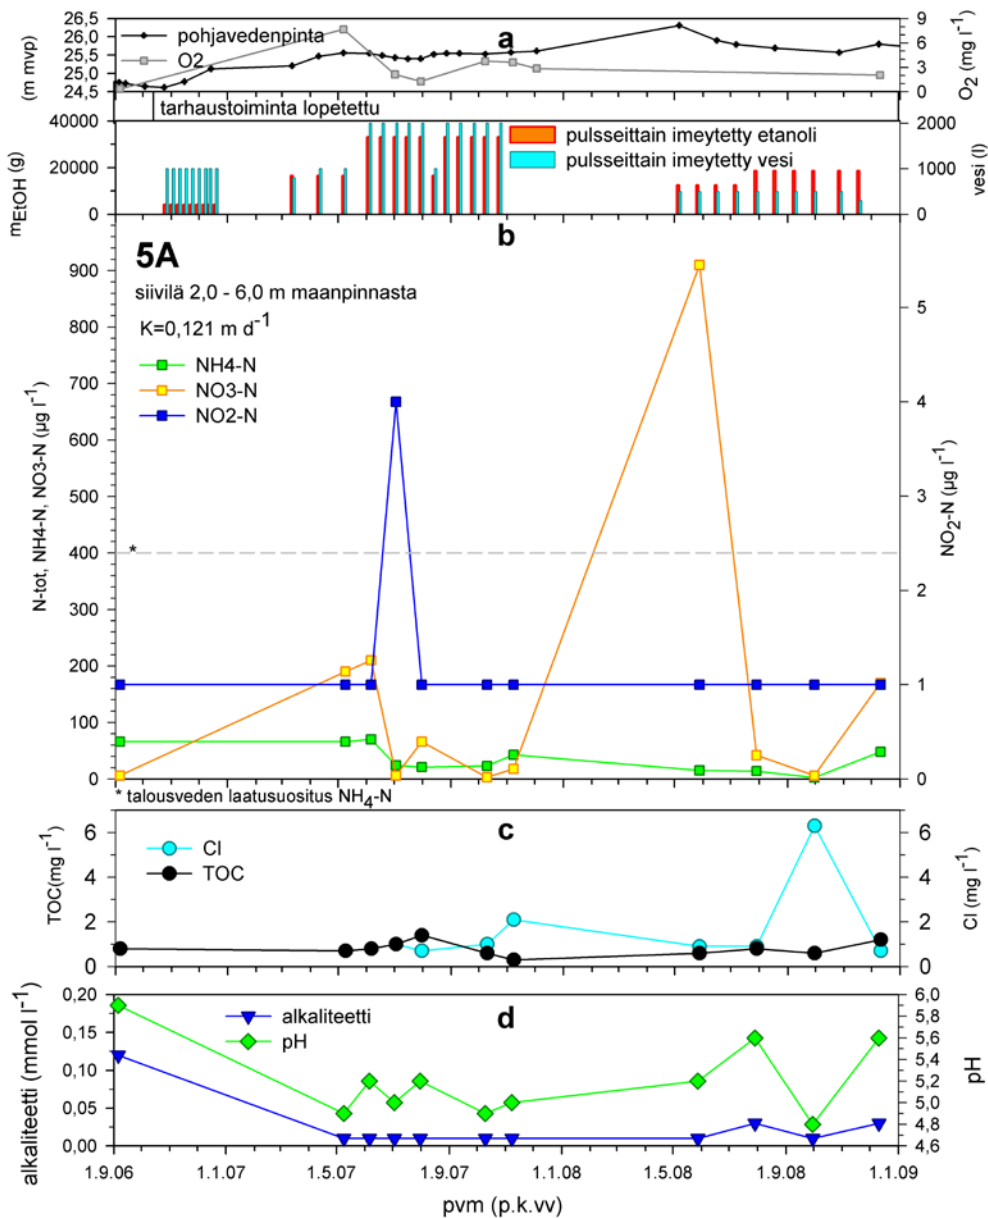 26,5
26,0
25,5
25,0
24,5
(m mvp)
pohjavedenpinta
O2
a
9
6
3
0
O2 (mg l-1)
tarhaustoiminta lopetettu
40000
20000
0
mEtOH (g)
pulsseittain imeytetty etanoli
pulsseittain imeytetty vesi
2000
1000
0
vesi (l)
b
5A
siivilä 2,0 - 6,0 m maanpinnasta
K=0,121 m d-1
NH4-N
NO3-N
NO2-N
900
800
700
600
500
400
300
200
100
0
N-tot, NH4-N, NO3-N (µg l-1)
*
5
4
3
2
1
0
NO2-N (µg l-1)
* talousveden laatusuositus NH4-N
c
Cl
TOC
6
4
2
0
TOC(mg l-1)
6
4
2
0
Cl (mg l-1)
d
alkaliteetti
pH
0,20
0,15
0,10
0,05
0,00
alkaliteetti (mmol l-1)
6,0
5,8
5,6
5,4
5,2
5,0
4,8
4,6
pH
1.9.06
1.1.07
1.5.07
1.9.07
1.1.08
1.5.08
1.9.08
1.1.09
pvm (p.k.vv)